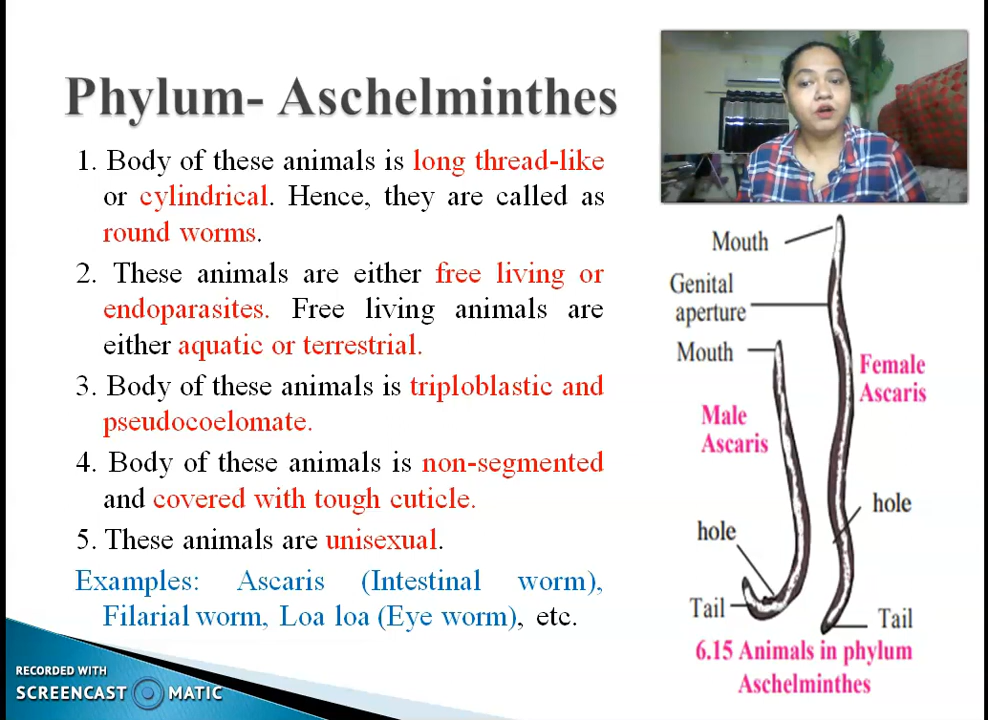 Phylum- Aschelminthes
1. Body of these animals is long thread-like
or cylindrical. Hence, they are called as
round worms.
2. These animals are either free living or
endoparasites. Free living animals are
either aquatic or terrestrial.
3. Body of these animals is triploblastic and
pseudocoelomate.
4. Body of these animals is non-segmented
and covered with tough cuticle.
5. These animals are unisexual.
Examples: Ascaris (Intestinal worm),
Filarial worm, Loa loa (Eye worm), etc.
Mouth
Genital
aperture
Mouth
Female
Ascaris
Male
Ascaris
hole
hole
Tail
Tail
6.15 Animals in phylum
Aschelminthes
RECORDED WITH
SCREENCAST MATIC